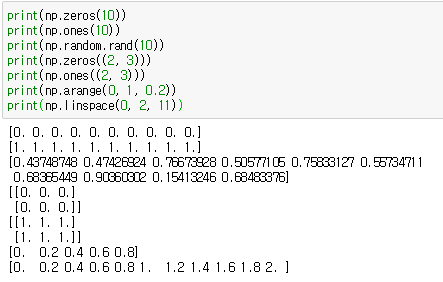 print(np.zeros(10))
print(np.ones(10))
print(np.random.rand(10))
print(np.zeros((2, 3)))
print(np.ones((2, 3)))
print(np.arange(0, 1, 0.2))
print(np.linspace(0, 2, 11))
[0. 0. 0. 0. 0. 0. 0. 0. 0. 0.]
[1. 1. 1. 1. 1. 1. 1. 1. 1. 1.]
[0.43748748 0.47426924 0.76673928 0.50577105 0.75833127 0.55734711
 0.68365449 0.90360302 0.15413246 0.68483376]
[[0. 0. 0.]
 [0. 0. 0.]]
[[1. 1. 1.]
 [1. 1. 1.]]
[0.  0.2 0.4 0.6 0.8]
[0.  0.2 0.4 0.6 0.8 1.  1.2 1.4 1.6 1.8 2. ]